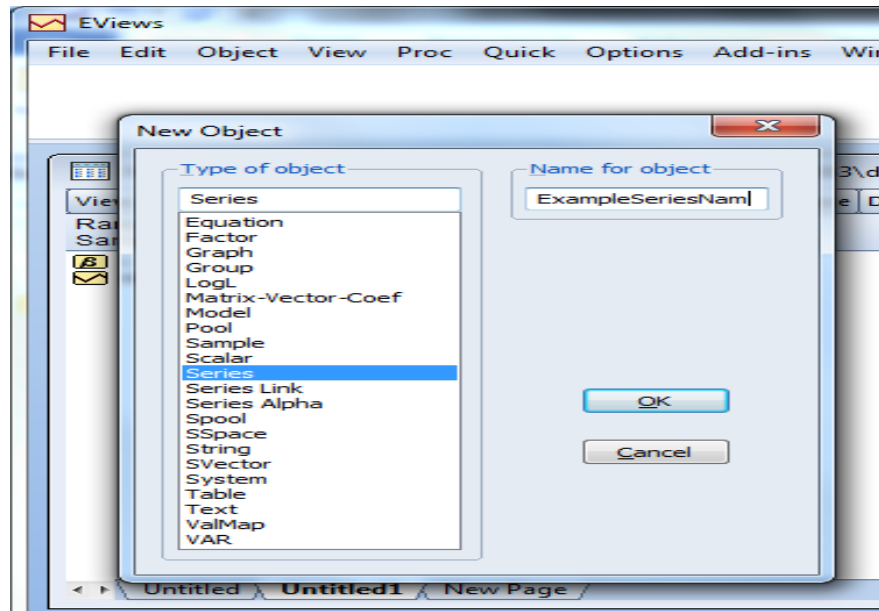 EViews
File Edit Object View Proc Quick Options Add-ins
New Object
Type of object
Name for object
Series
ExampleSeriesNam
Equation
Factor
Graph
Group
LogL
Matrix-Vector-Coef
Model
Pool
Sample
Scalar
Series
Series Link
Series Alpha
Spool
SSpace
String
SVector
System
Table
Text
ValMap
VAR
OK
Cancel
Untitled Untitled1 New Page